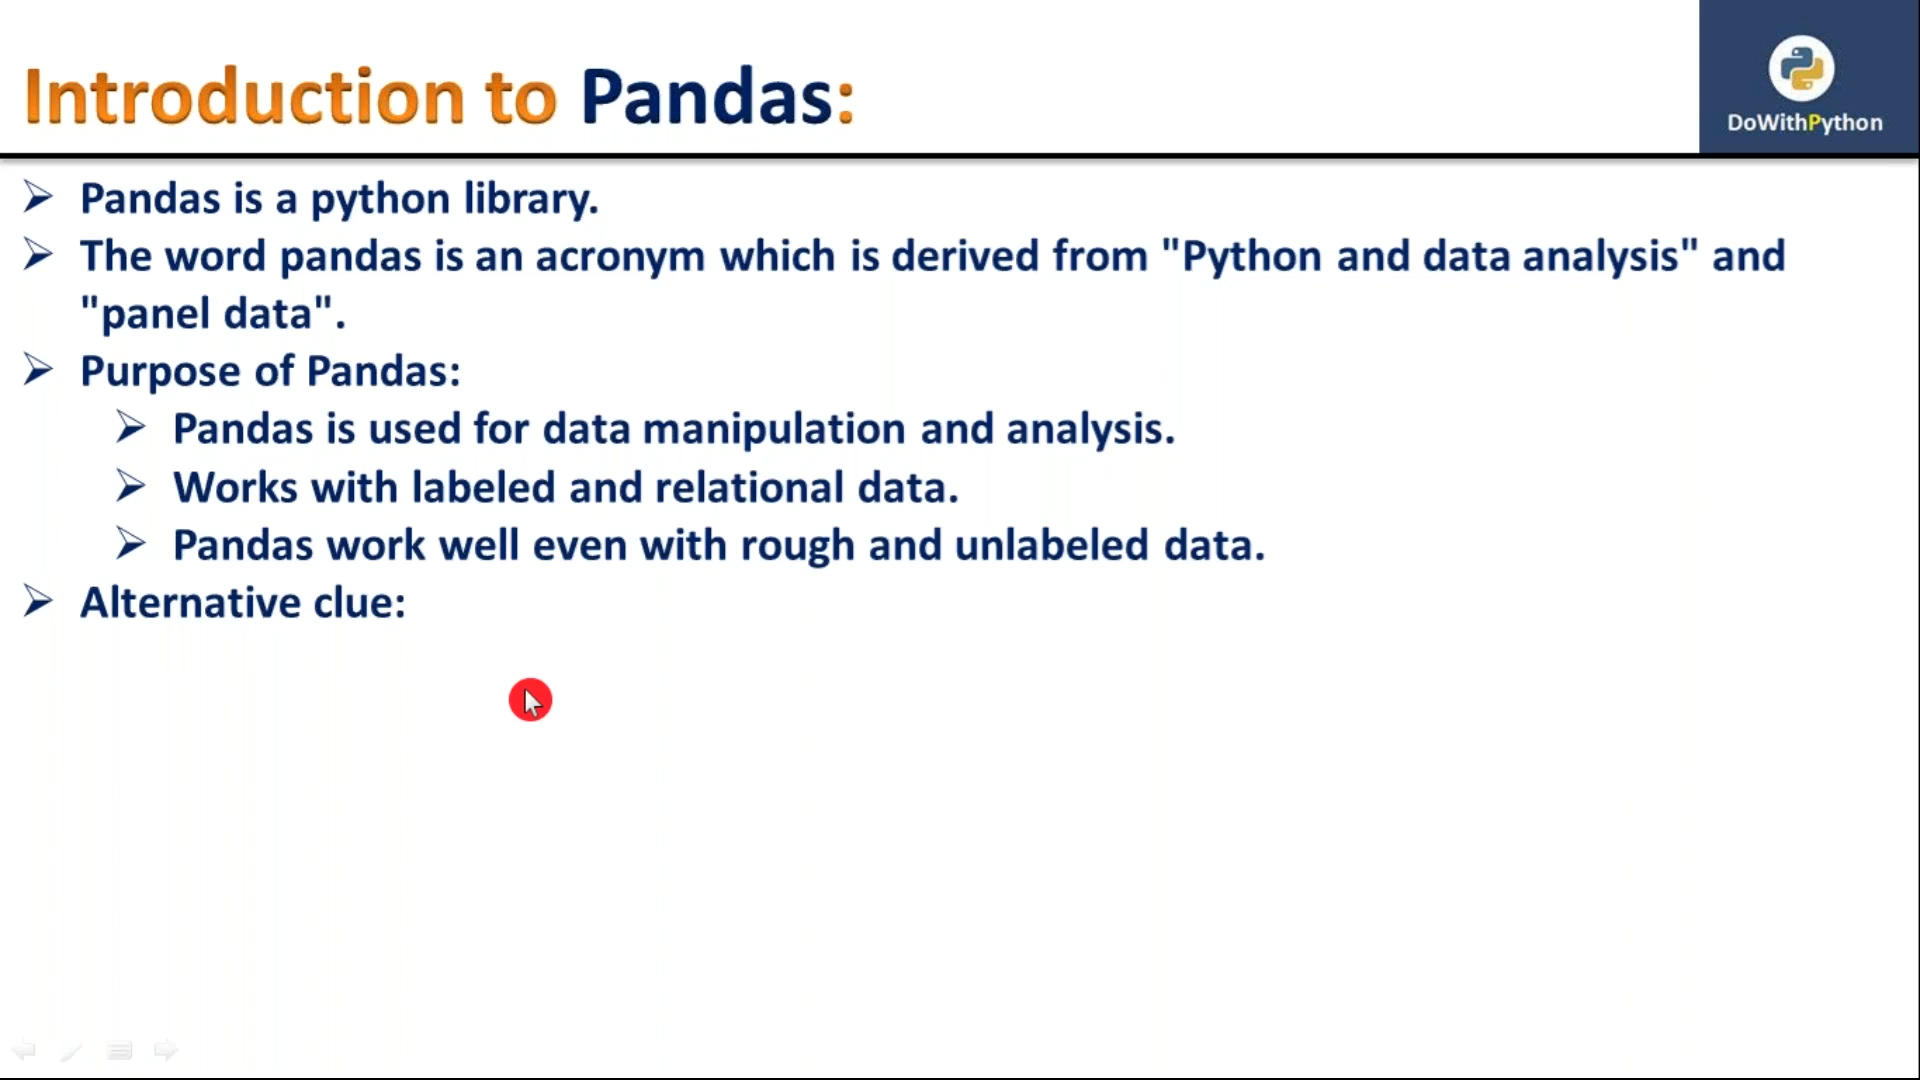 Introduction to Pandas:
DoWithPython
Pandas is a python library.
The word pandas is an acronym which is derived from "Python and data analysis" and
"panel data".
Purpose of Pandas:
Pandas is used for data manipulation and analysis.
Works with labeled and relational data.
Pandas work well even with rough and unlabeled data.
Alternative clue: